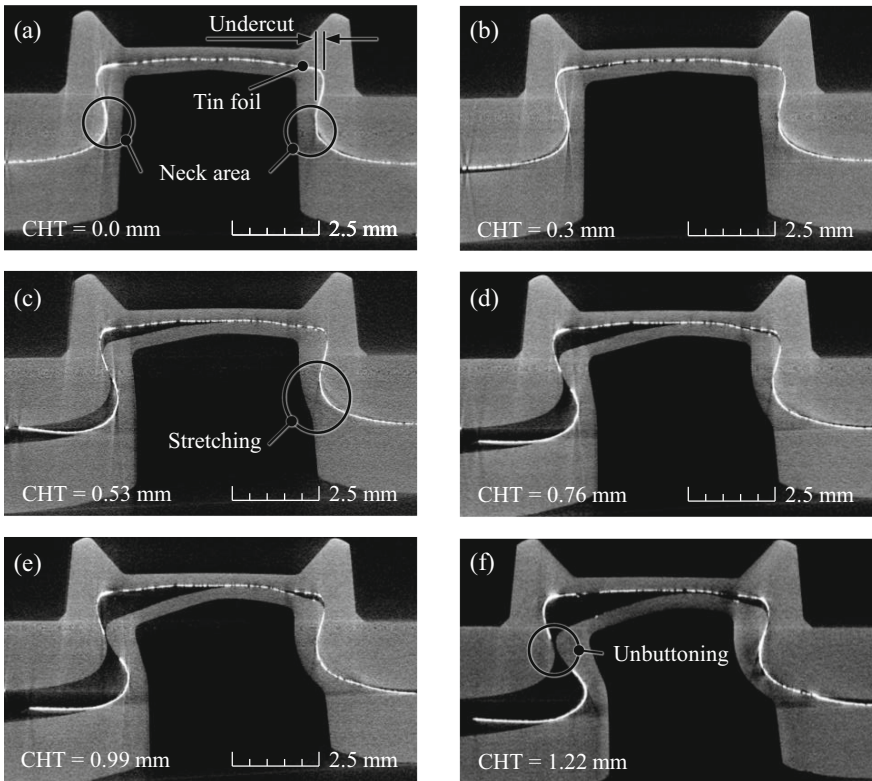 (a)
Undercut
Tin foil
Neck area
CHT = 0.0 mm
2.5 mm
(b)
CHT = 0.3 mm
2.5 mm
(c)
Stretching
CHT = 0.53 mm
2.5 mm
(d)
CHT = 0.76 mm
2.5 mm
(e)
CHT = 0.99 mm
2.5 mm
(f)
Unbuttoning
CHT = 1.22 mm